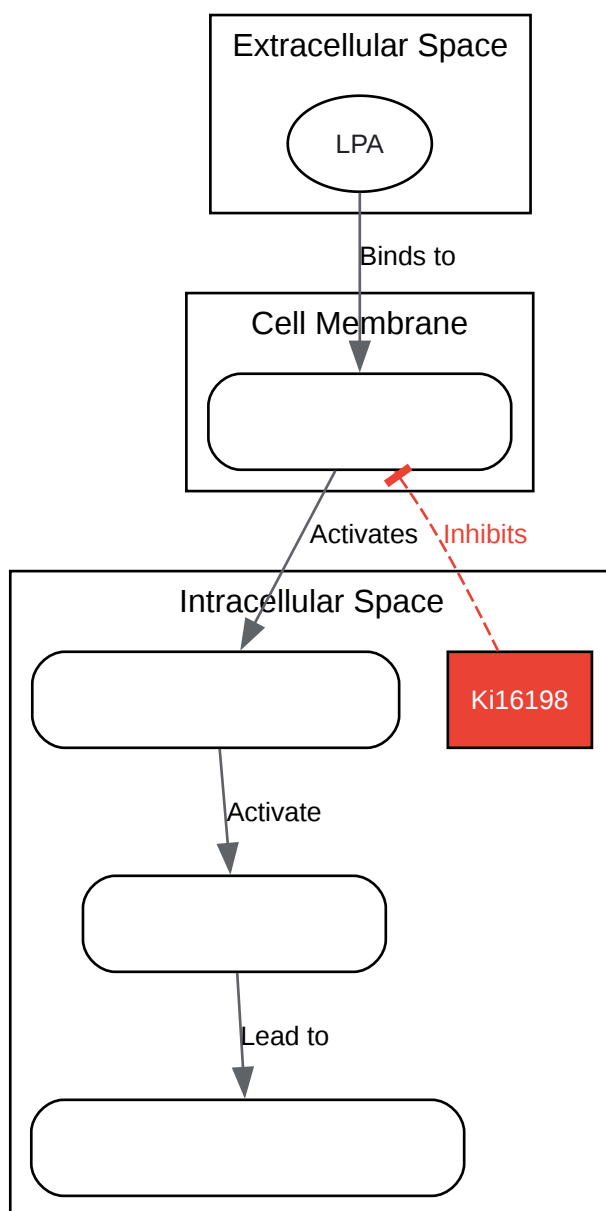 Extracellular Space
LPA
Binds to
Cell Membrane
Activates
Inhibits
Intracellular Space
Ki16198
Activate
Lead to